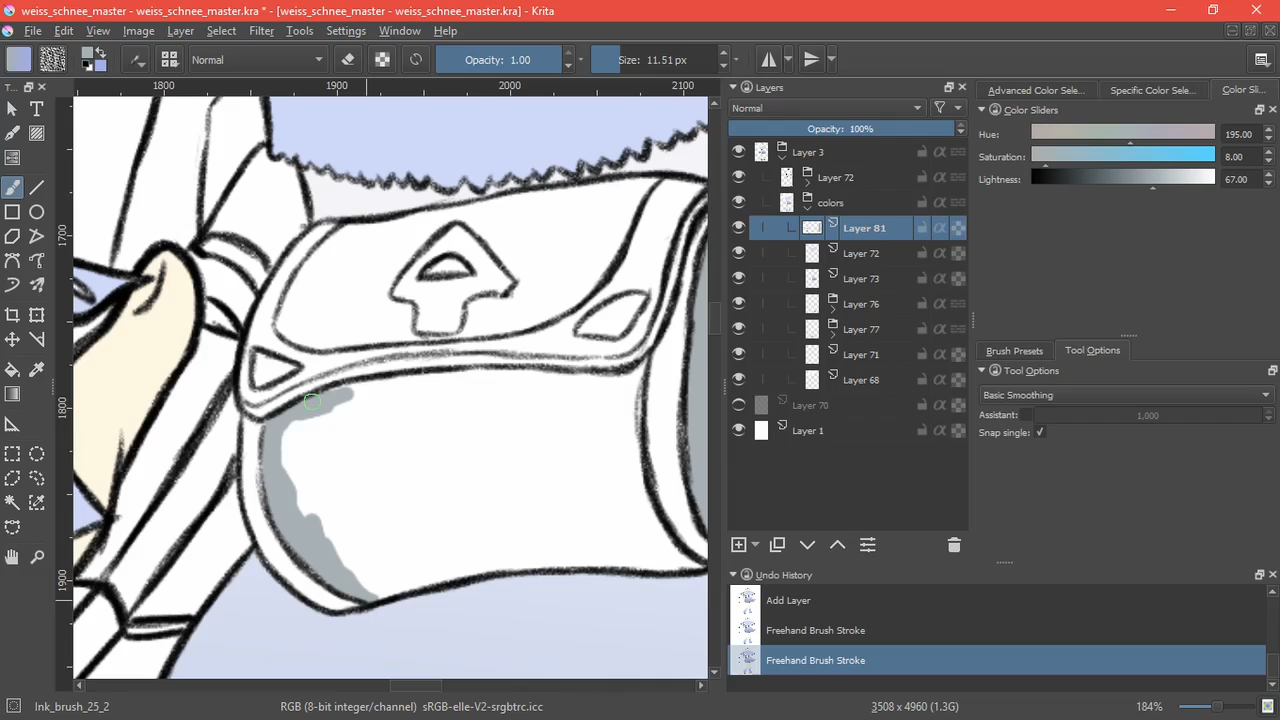 weiss_schnee_master - weiss_schnee_master.kra * - [weiss_schnee_master - weiss_schnee_master.kra] - Krita
File Edit View Image Layer Select Filter Tools Settings Window Help
Normal Opacity: 1.00 Size: 11.51 px
T...
1800 1900 2000 2100
1700
1800
1900
Layers
Normal
Opacity: 100%
Layer 3
Layer 72
colors
Layer 81
Layer 72
Layer 73
Layer 76
Layer 77
Layer 71
Layer 68
Layer 70
Layer 1
Undo History
Add Layer
Freehand Brush Stroke
Freehand Brush Stroke
Advanced Color Sele... Specific Color Sele... Color Sli...
Color Sliders
Hue: 195.00
Saturation: 8.00
Lightness: 67.00
Brush Presets Tool Options
Tool Options
Basic Smoothing
Assistant: 1,000
Snap single: ✓
Ink_brush_25_2 RGB (8-bit integer/channel) sRGB-elle-V2-srgbtrc.icc 3508 x 4960 (1.3G) 184%